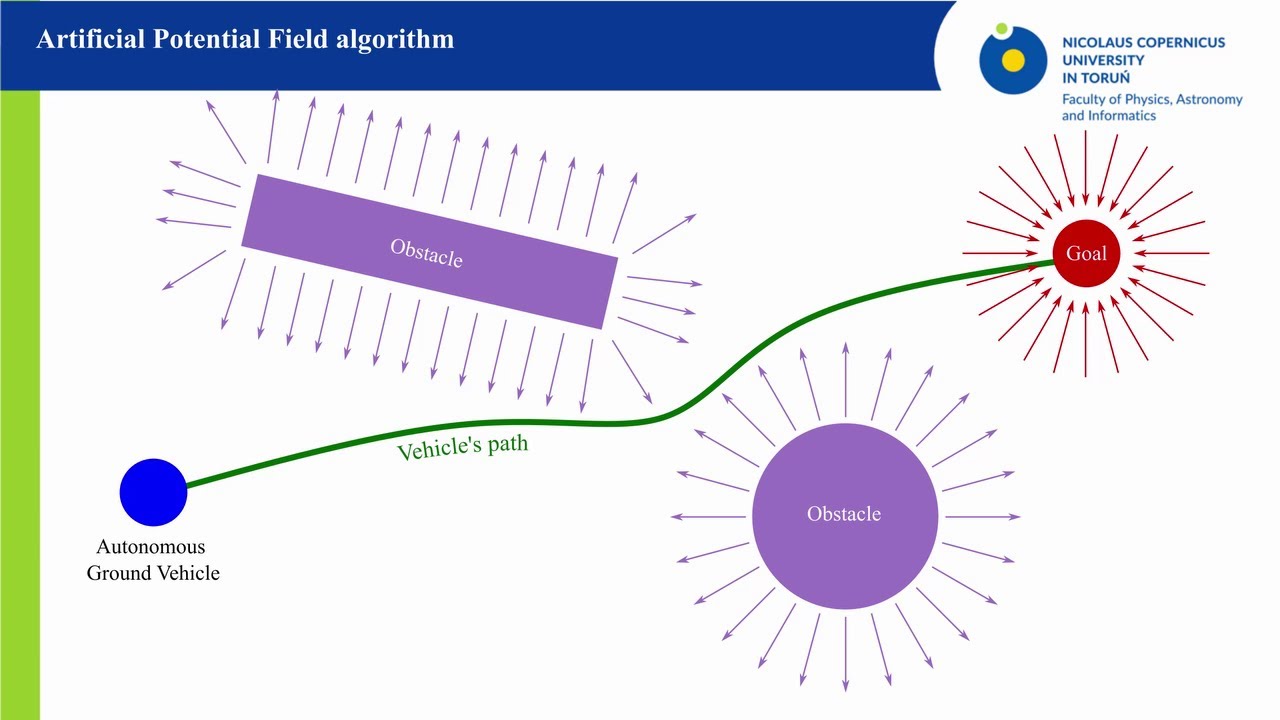 Artificial Potential Field algorithm
NICOLAUS COPERNICUS
UNIVERSITY
IN TORUŃ
Faculty of Physics, Astronomy
and Informatics
Obstacle
Goal
Vehicle's path
Obstacle
Autonomous
Ground Vehicle